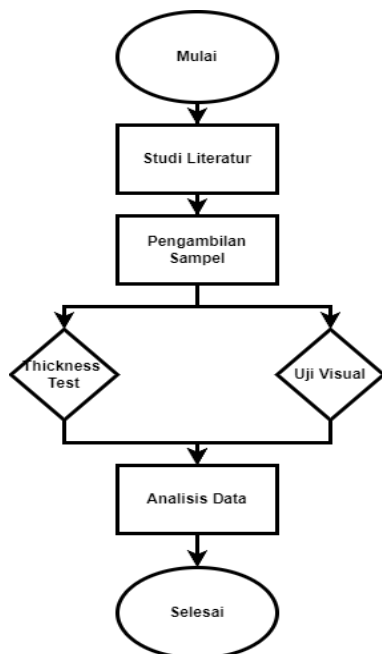 Mulai
Studi Literatur
Pengambilan
Sampel
Thickness
Test
Uji Visual
Analisis Data
Selesai